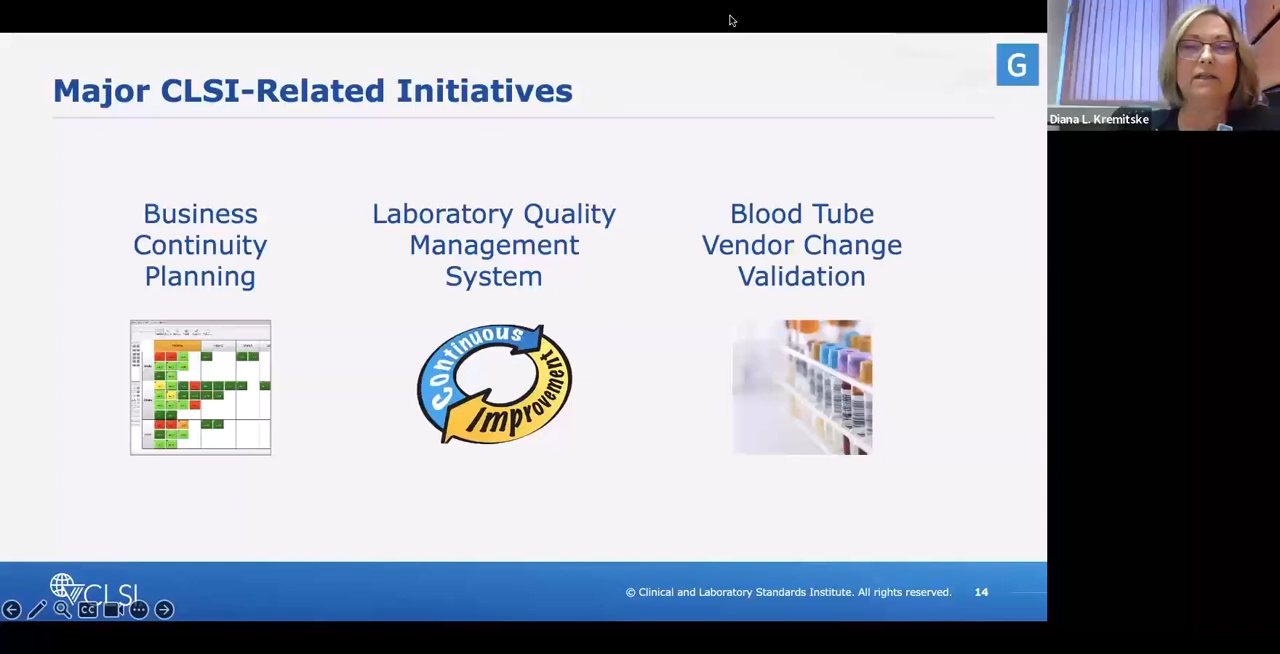 Major CLSI-Related Initiatives
G
Diana L. Kremitske
Business
Continuity
Planning
Laboratory Quality
Management
System
Blood Tube
Vendor Change
Validation
Continuous
Improvement
CLSI
© Clinical and Laboratory Standards Institute. All rights reserved.
14
CC